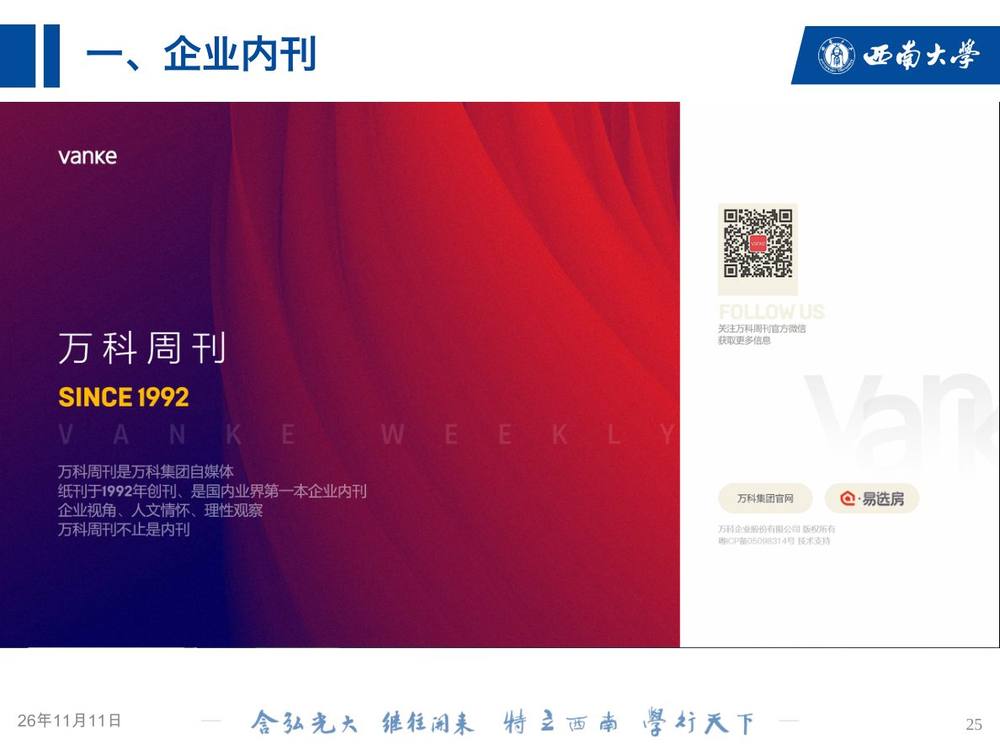 一、企业内刊
西南大学
vanke
万科周刊
SINCE 1992
VANKE WEEKLY
万科周刊是万科集团自媒体
纸刊于1992年创刊、是国内业界第一本企业内刊
企业视角、人文情怀、理性观察
万科周刊不止是内刊
vanke
FOLLOW US
关注万科周刊官方微信
获取更多信息
vank
万科集团官网
·易选房
万科企业股份有限公司 版权所有
粤ICP备05098314号 技术支持
26年11月11日
含弘光大 继往开来 特立西南 學行天下
25